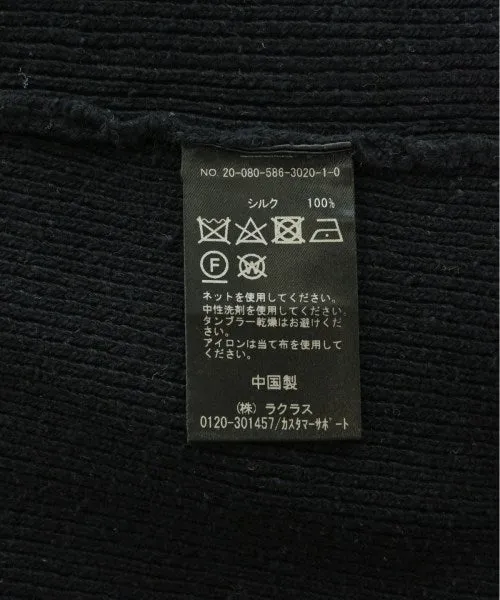 NO. 20-080-586-3020-1-0
シルク 100%
F W
ネットを使用してください。
中性洗剤を使用してください。
タンブラー乾燥はお避けください。
アイロンは当て布を使用してください。
中国製
(株) ラクラス
0120-301457/カスタマーサポート